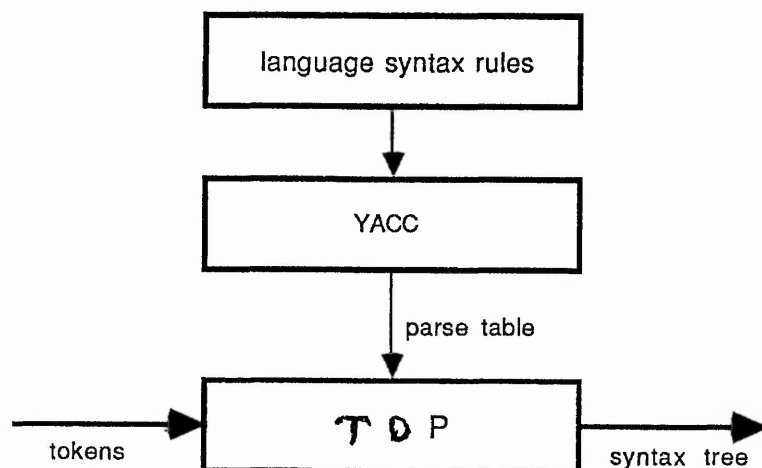 language syntax rules
YACC
parse table
T D P
tokens
syntax tree